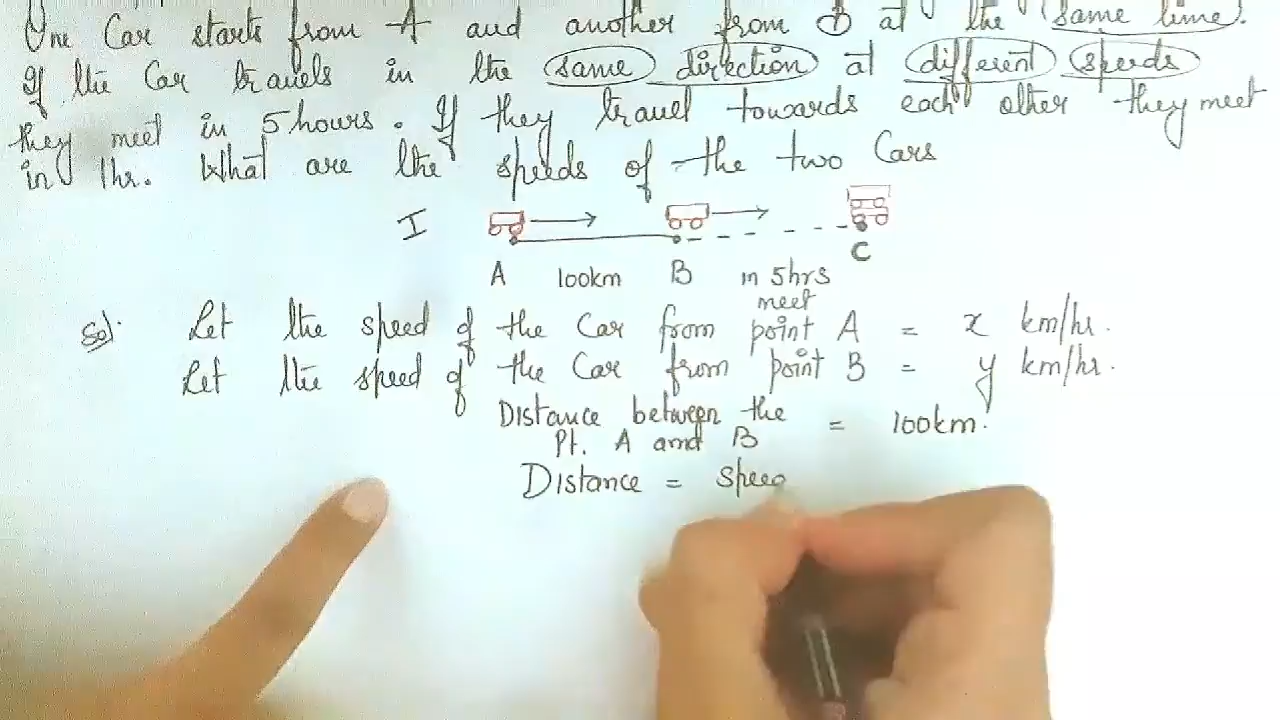 One Car starts from A and another from B at the same time.
If the Car travels in the same direction at different speeds
they meet in 5 hours. If they travel towards each other they meet
in 1hr. What are the speeds of the two Cars
I
A 100km B in 5hrs C
meet
Sol. Let the speed of the Car from point A = x km/hr.
Let the speed of the Car from point B = y km/hr.
Distance between the
Pt. A and B = 100km.
Distance = speed